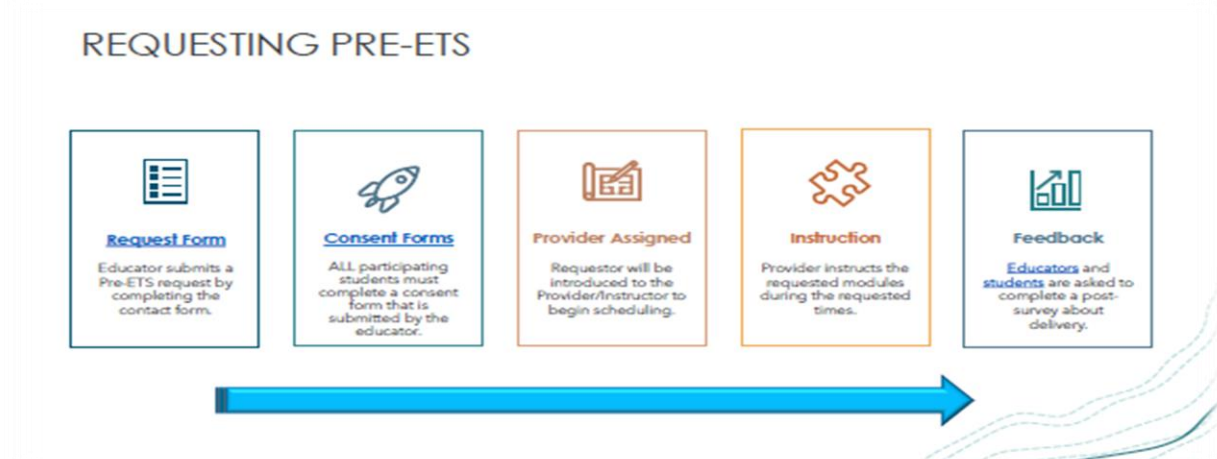 REQUESTING PRE-ETS
Request Form
Educator submits a
Pre-ETS request by
completing the
contact form.
Consent Forms
ALL participating
students must
complete a consent
form that is
submitted by the
educator.
Provider Assigned
Requestor will be
introduced to the
Provider/Instructor to
begin scheduling.
Instruction
Provider instructs the
requested modules
during the requested
times.
Feedback
Educators and
students are asked to
complete a post-
survey about
delivery.